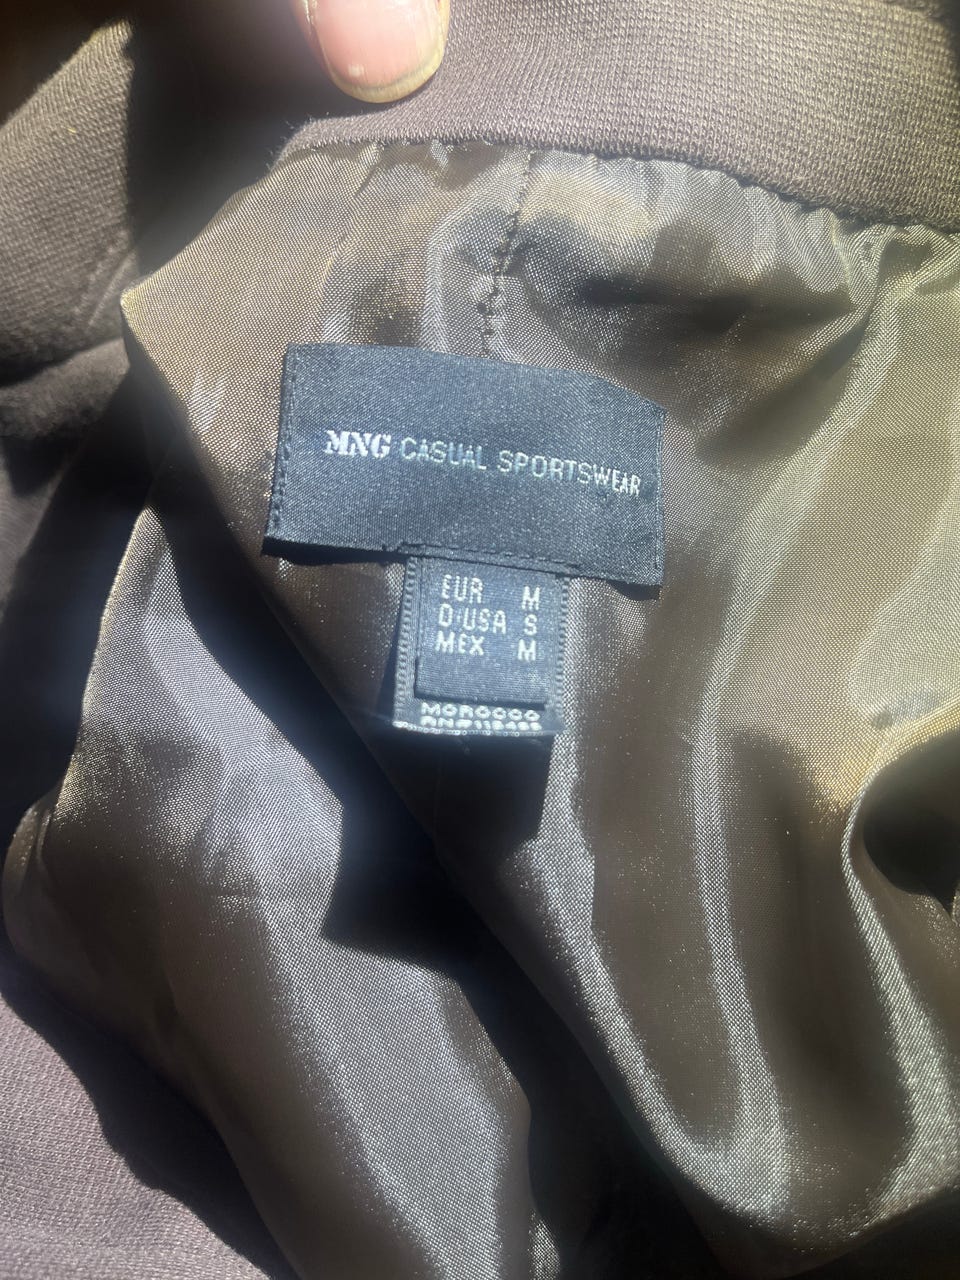 MNG CASUAL SPORTSWEAR
EUR M
D·USA S
MEX M
MOROCCO